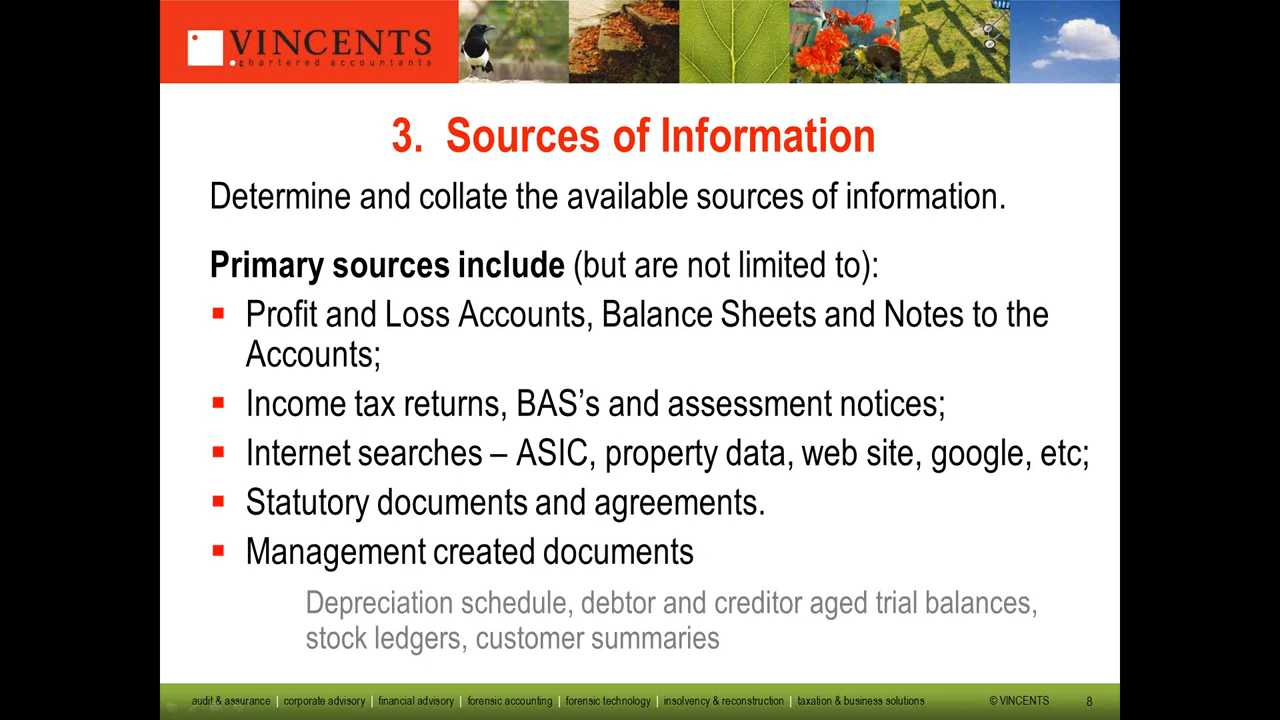 VINCENTS
chartered accountants
3. Sources of Information
Determine and collate the available sources of information.
Primary sources include (but are not limited to):
▪ Profit and Loss Accounts, Balance Sheets and Notes to the
Accounts;
▪ Income tax returns, BAS’s and assessment notices;
▪ Internet searches – ASIC, property data, web site, google, etc;
▪ Statutory documents and agreements.
▪ Management created documents
Depreciation schedule, debtor and creditor aged trial balances,
stock ledgers, customer summaries
audit & assurance | corporate advisory | financial advisory | forensic accounting | forensic technology | insolvency & reconstruction | taxation & business solutions © VINCENTS 8